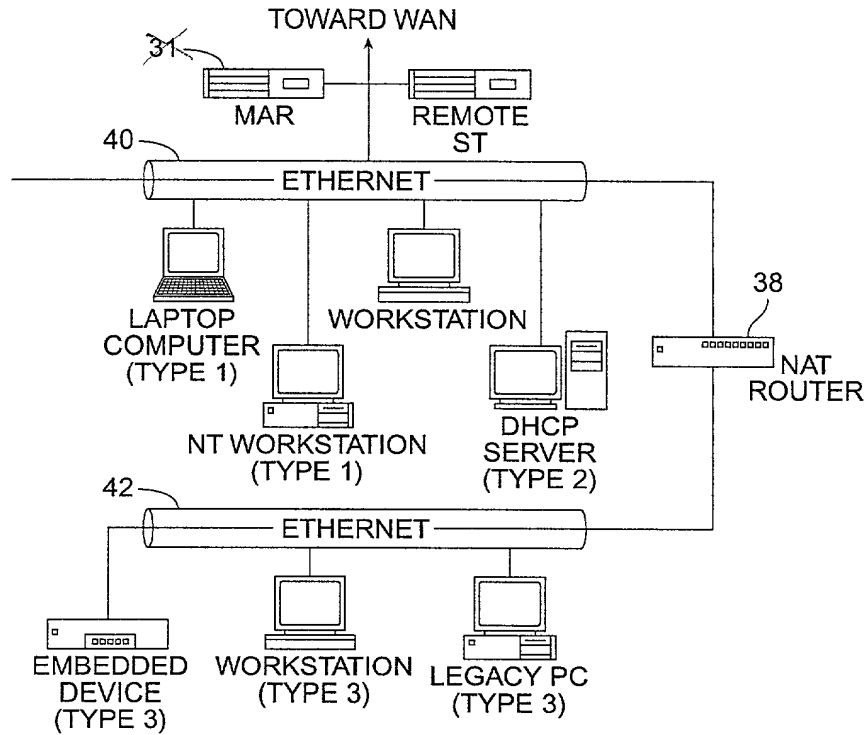 TOWARD WAN
31
MAR
REMOTE
ST
40
ETHERNET
LAPTOP
COMPUTER
(TYPE 1)
WORKSTATION
38
NAT
ROUTER
NT WORKSTATION
(TYPE 1)
DHCP
SERVER
(TYPE 2)
42
ETHERNET
EMBEDDED
DEVICE
(TYPE 3)
WORKSTATION
(TYPE 3)
LEGACY PC
(TYPE 3)